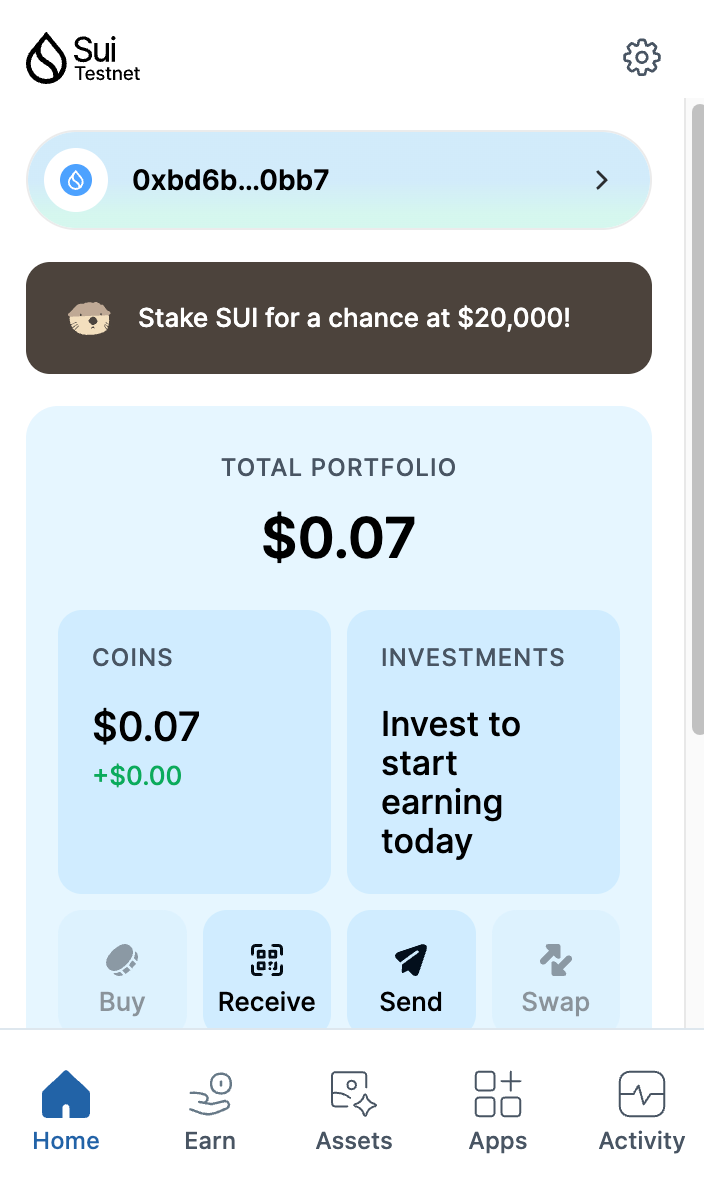 Sui
Testnet
0xbd6b...0bb7
Stake SUI for a chance at $20,000!
TOTAL PORTFOLIO
$0.07
COINS
$0.07
+$0.00
INVESTMENTS
Invest to
start
earning
today
Buy
Receive
Send
Swap
Home
Earn
Assets
Apps
Activity